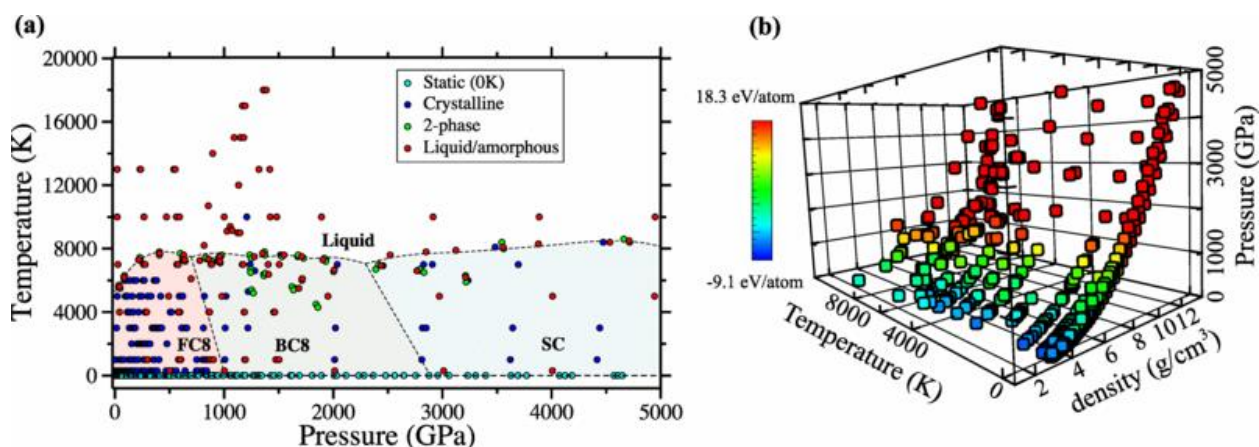 (a)
20000
16000
12000
8000
4000
0
Temperature (K)
0
1000
2000
3000
4000
5000
Pressure (GPa)
Static (0K)
Crystalline
2-phase
Liquid/amorphous
Liquid
FC8
BC8
SC
(b)
18.3 eV/atom
-9.1 eV/atom
8000
4000
0
Temperature (K)
2
4
6
8
1012
density (g/cm³)
5000
3000
1000
0
Pressure (GPa)